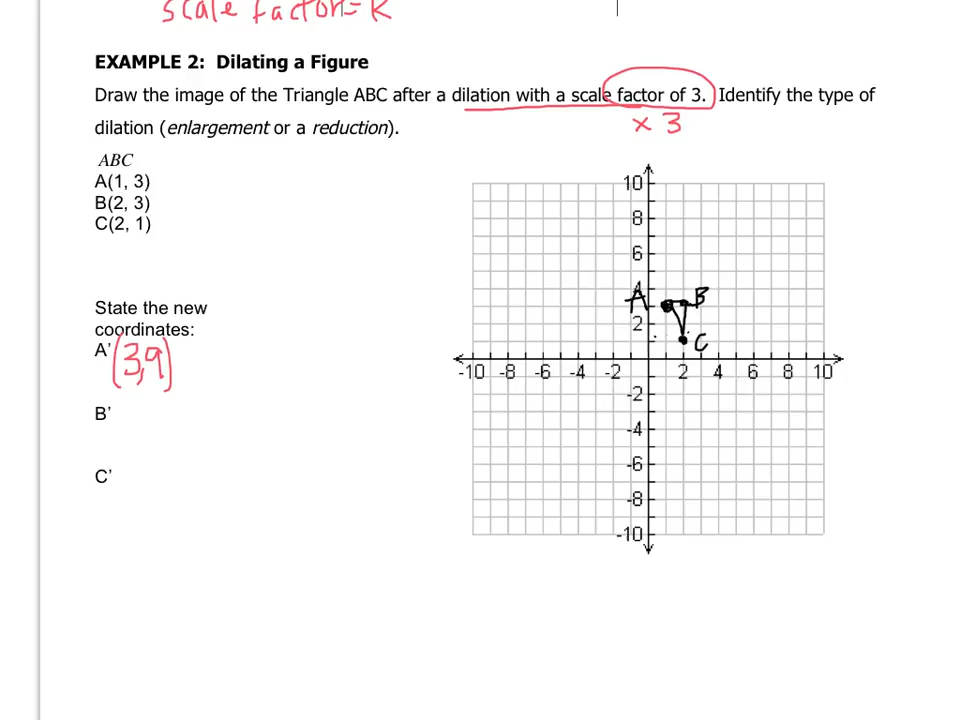 scale factor = k
EXAMPLE 2: Dilating a Figure
Draw the image of the Triangle ABC after a dilation with a scale factor of 3. Identify the type of
× 3
dilation (enlargement or a reduction).
ABC
A(1, 3)
B(2, 3)
C(2, 1)
State the new
coordinates:
A' (3,9)
B'
C'
10
8
6
4
A B
2
C
-10 -8 -6 -4 -2 2 4 6 8 10
-2
-4
-6
-8
-10